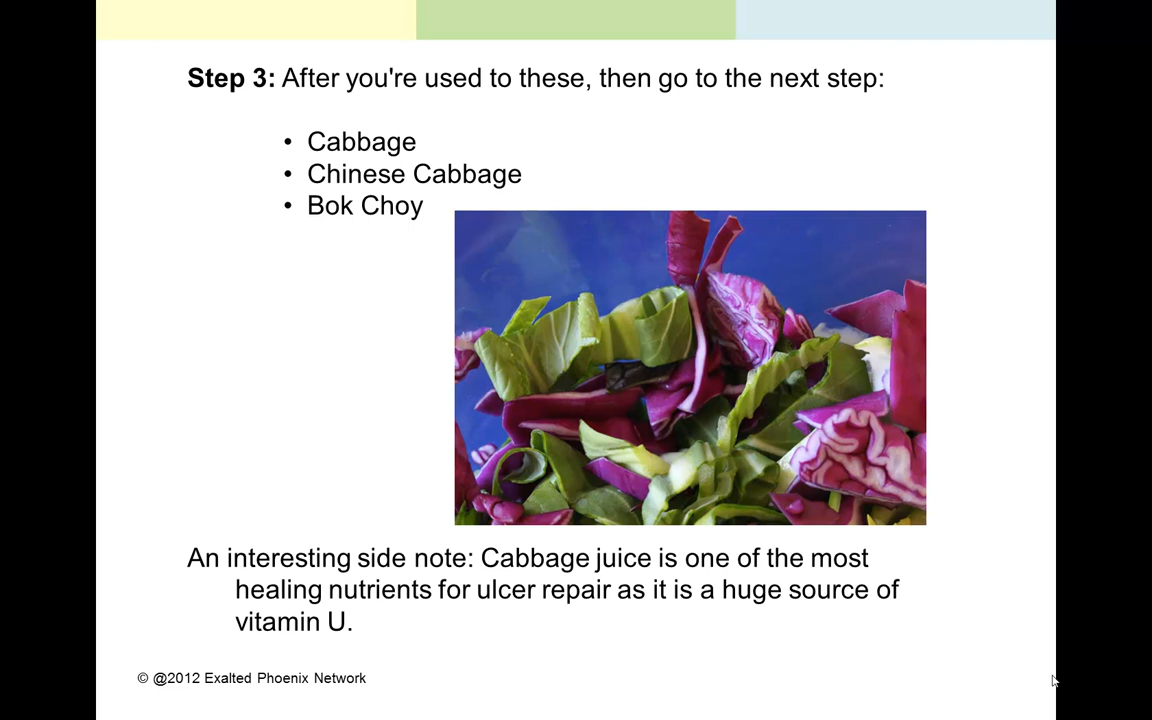 Step 3: After you're used to these, then go to the next step:
• Cabbage
• Chinese Cabbage
• Bok Choy
An interesting side note: Cabbage juice is one of the most
healing nutrients for ulcer repair as it is a huge source of
vitamin U.
© @2012 Exalted Phoenix Network